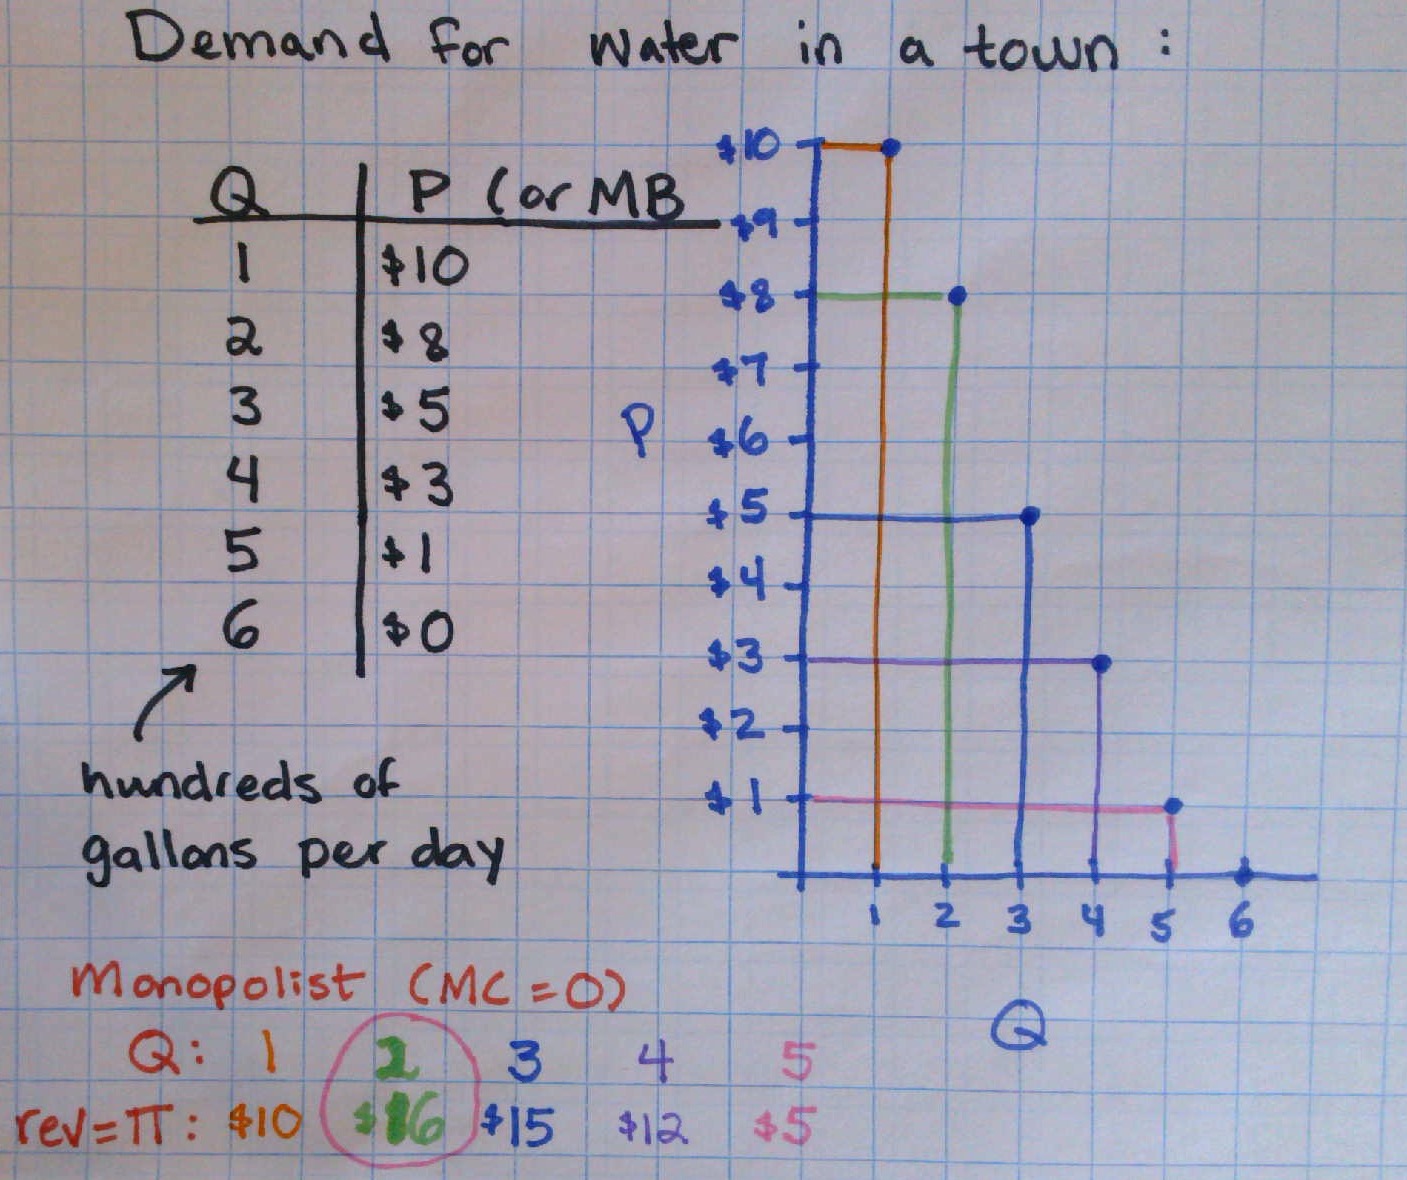 Demand for water in a town :
Q P (or MB
1 $10
2 $8
3 $5
4 $3
5 $1
6 $0
hundreds of
gallons per day
$10
$9
$8
$7
P $6
$5
$4
$3
$2
$1
1 2 3 4 5 6
Q
Monopolist (MC=0)
Q: 1 2 3 4 5
rev=π: $10 $16 $15 $12 $5